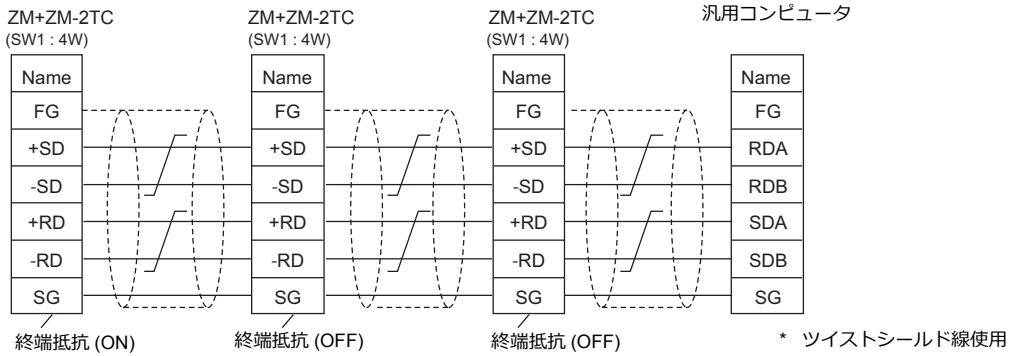 ZM+ZM-2TC
(SW1 : 4W)
Name
FG
+SD
-SD
+RD
-RD
SG
終端抵抗 (ON)
ZM+ZM-2TC
(SW1 : 4W)
Name
FG
+SD
-SD
+RD
-RD
SG
終端抵抗 (OFF)
ZM+ZM-2TC
(SW1 : 4W)
Name
FG
+SD
-SD
+RD
-RD
SG
終端抵抗 (OFF)
汎用コンピュータ
Name
FG
RDA
RDB
SDA
SDB
SG
* ツイストシールド線使用